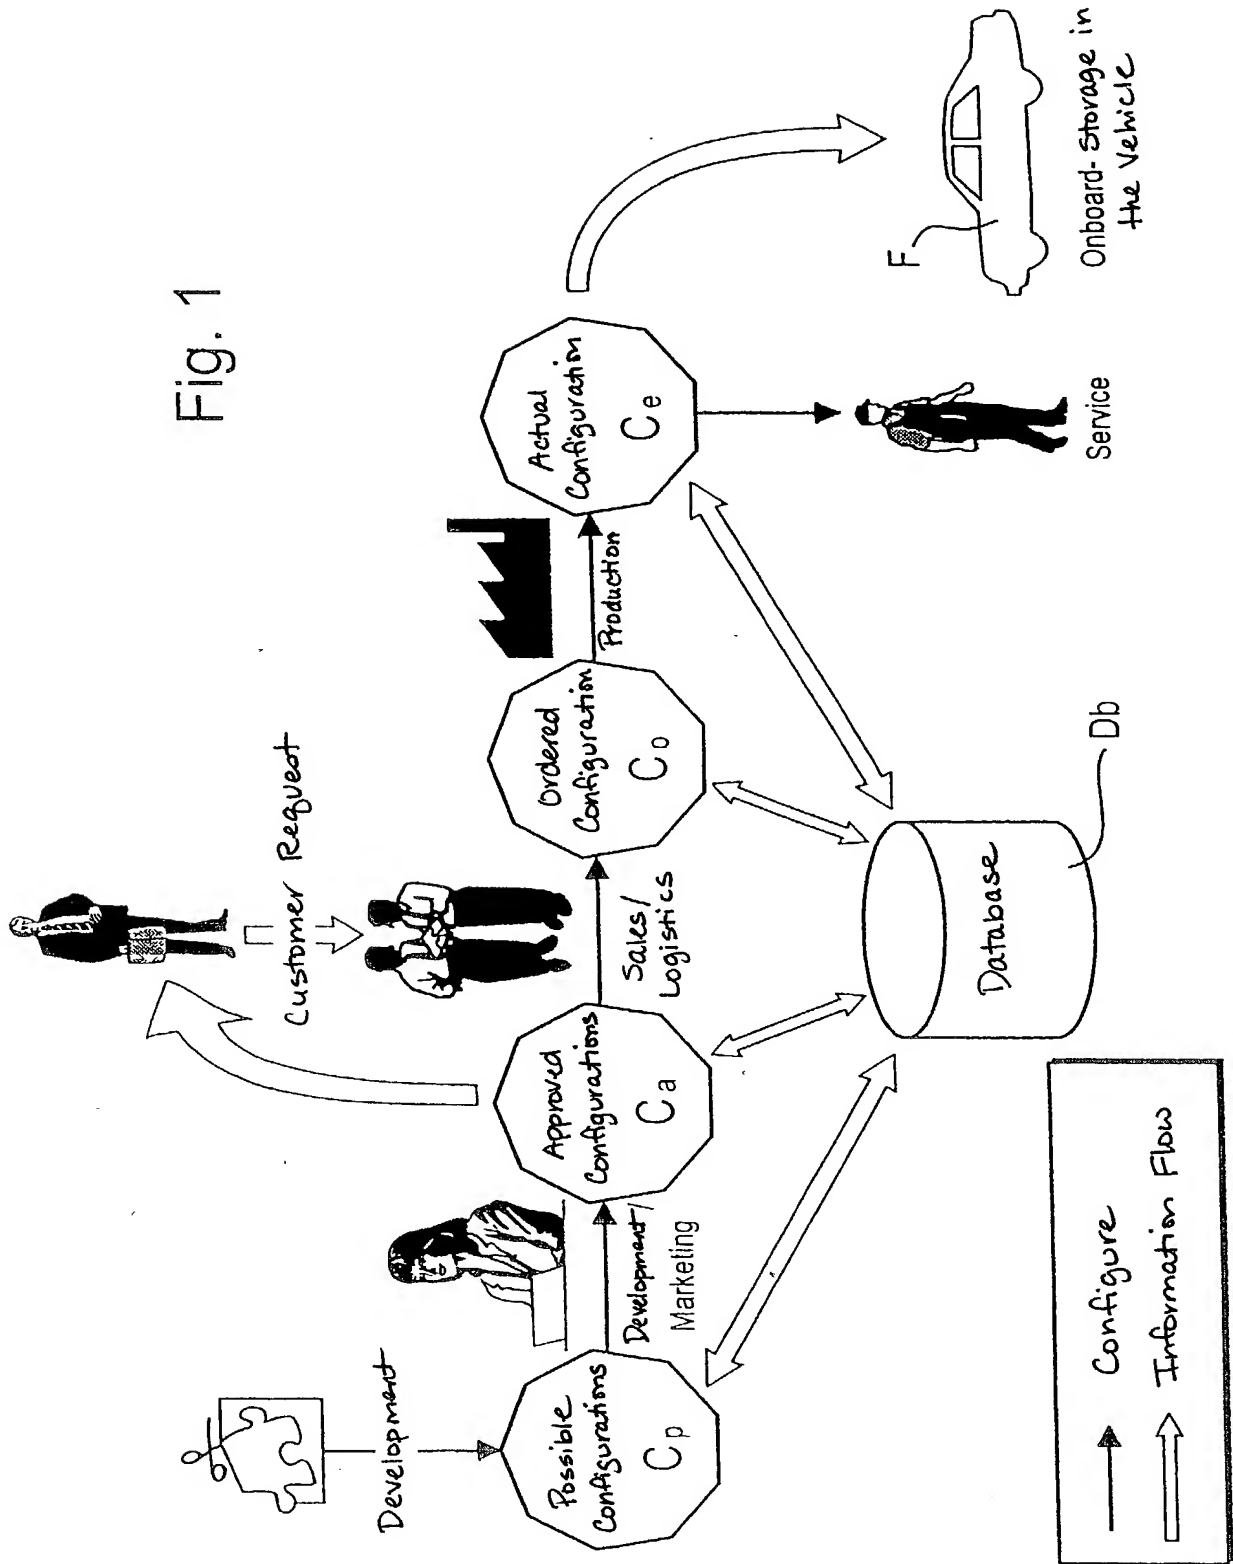 Fig. 1
Development
Customer Request
Possible
Configurations
Cp
Development/
Marketing
Approved
Configurations
Ca
Sales/
Logistics
Ordered
Configuration
Co
Production
Actual
Configuration
Ce
F
Onboard-Storage in
the Vehicle
Service
Database
Db
Configure
Information Flow